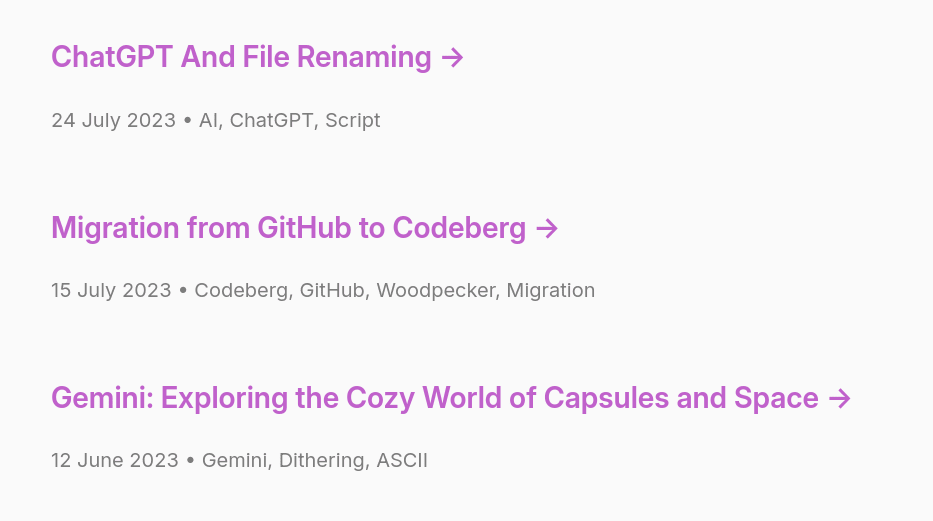 ChatGPT And File Renaming →
24 July 2023 • AI, ChatGPT, Script
Migration from GitHub to Codeberg →
15 July 2023 • Codeberg, GitHub, Woodpecker, Migration
Gemini: Exploring the Cozy World of Capsules and Space →
12 June 2023 • Gemini, Dithering, ASCII